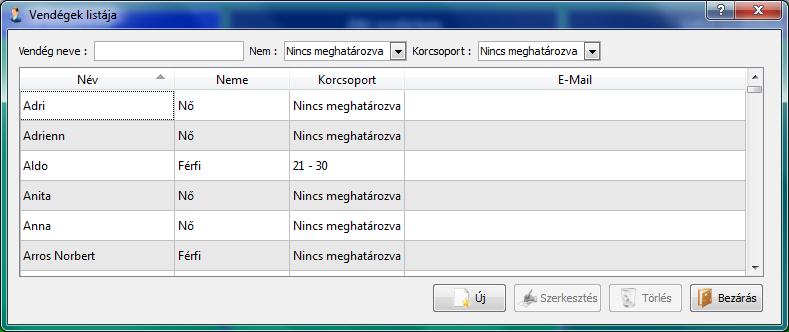 Vendégek listája
Vendég neve : Nem : Nincs meghatározva Korcsoport : Nincs meghatározva
Név Neme Korcsoport E-Mail
Adri Nő Nincs meghatározva
Adrienn Nő Nincs meghatározva
Aldo Férfi 21 - 30
Anita Nő Nincs meghatározva
Anna Nő Nincs meghatározva
Arros Norbert Férfi Nincs meghatározva
Új Szerkesztés Törlés Bezárás